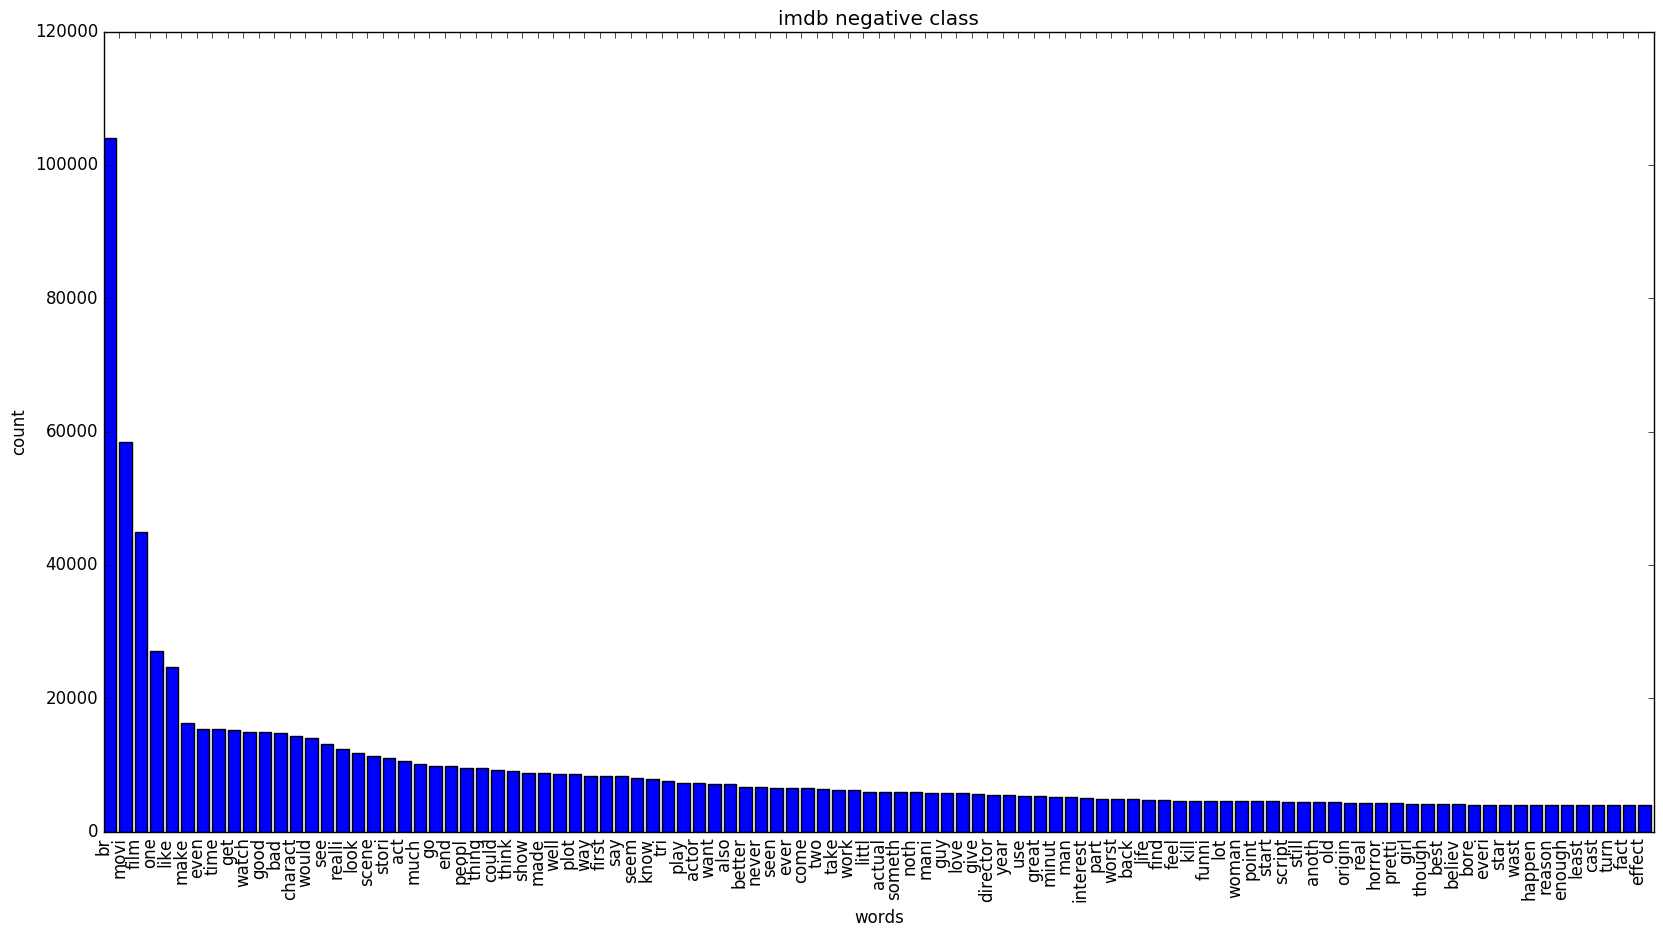 imdb negative class
120000
100000
80000
60000
40000
20000
0
count
br
movi
film
one
like
make
even
time
get
watch
good
bad
charact
would
see
realli
look
scene
stori
act
much
go
end
peopl
thing
could
think
show
made
well
plot
way
first
say
seem
know
tri
play
actor
want
also
better
never
seen
ever
come
two
take
work
littl
actual
someth
noth
mani
guy
love
give
director
year
use
great
minut
man
interest
part
worst
back
life
find
feel
kill
funni
lot
woman
point
start
script
still
anoth
old
origin
real
horror
pretti
girl
though
best
believ
bore
everi
star
wast
happen
reason
enough
least
cast
turn
fact
effect
words